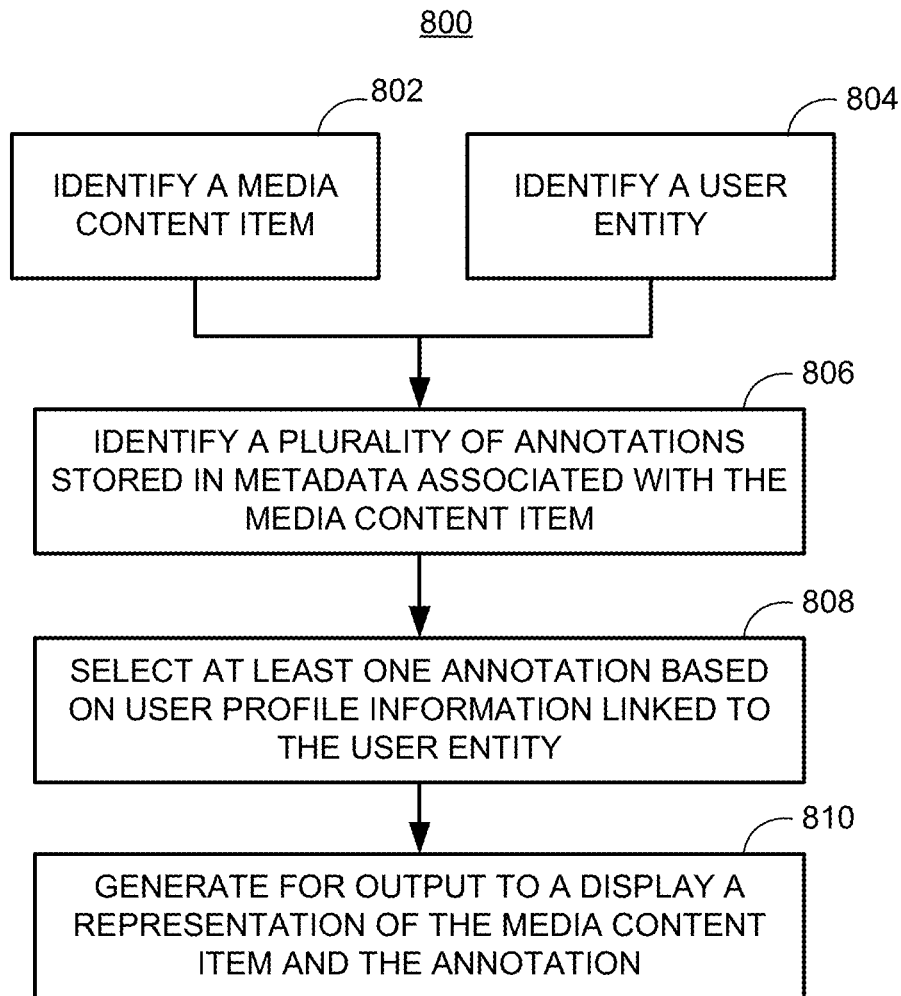 800
802
804
IDENTIFY A MEDIA
CONTENT ITEM
IDENTIFY A USER
ENTITY
806
IDENTIFY A PLURALITY OF ANNOTATIONS
STORED IN METADATA ASSOCIATED WITH THE
MEDIA CONTENT ITEM
808
SELECT AT LEAST ONE ANNOTATION BASED
ON USER PROFILE INFORMATION LINKED TO
THE USER ENTITY
810
GENERATE FOR OUTPUT TO A DISPLAY A
REPRESENTATION OF THE MEDIA CONTENT
ITEM AND THE ANNOTATION